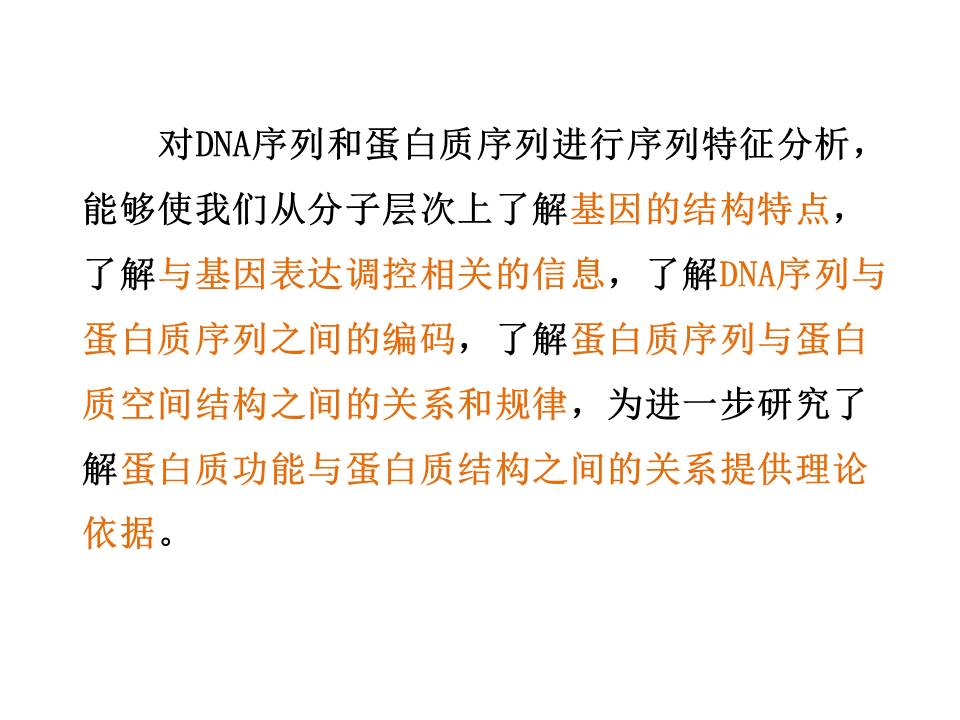 对DNA序列和蛋白质序列进行序列特征分析，
能够使我们从分子层次上了解基因的结构特点，
了解与基因表达调控相关的信息，了解DNA序列与
蛋白质序列之间的编码，了解蛋白质序列与蛋白
质空间结构之间的关系和规律，为进一步研究了
解蛋白质功能与蛋白质结构之间的关系提供理论
依据。